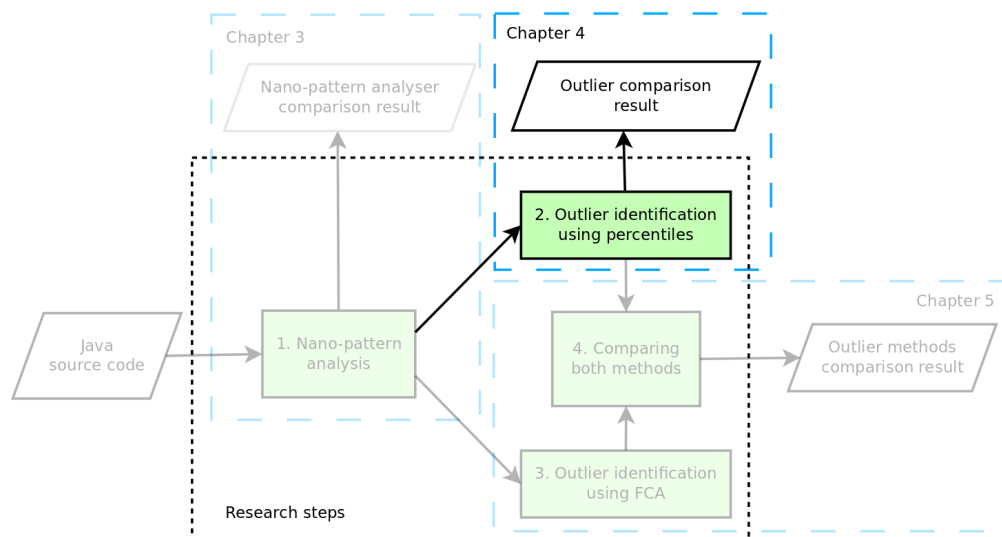 Chapter 3
Nano-pattern analyser
comparison result
Chapter 4
Outlier comparison
result
2. Outlier identification
using percentiles
Chapter 5
Java
source code
1. Nano-pattern
analysis
4. Comparing
both methods
Outlier methods
comparison result
3. Outlier identification
using FCA
Research steps